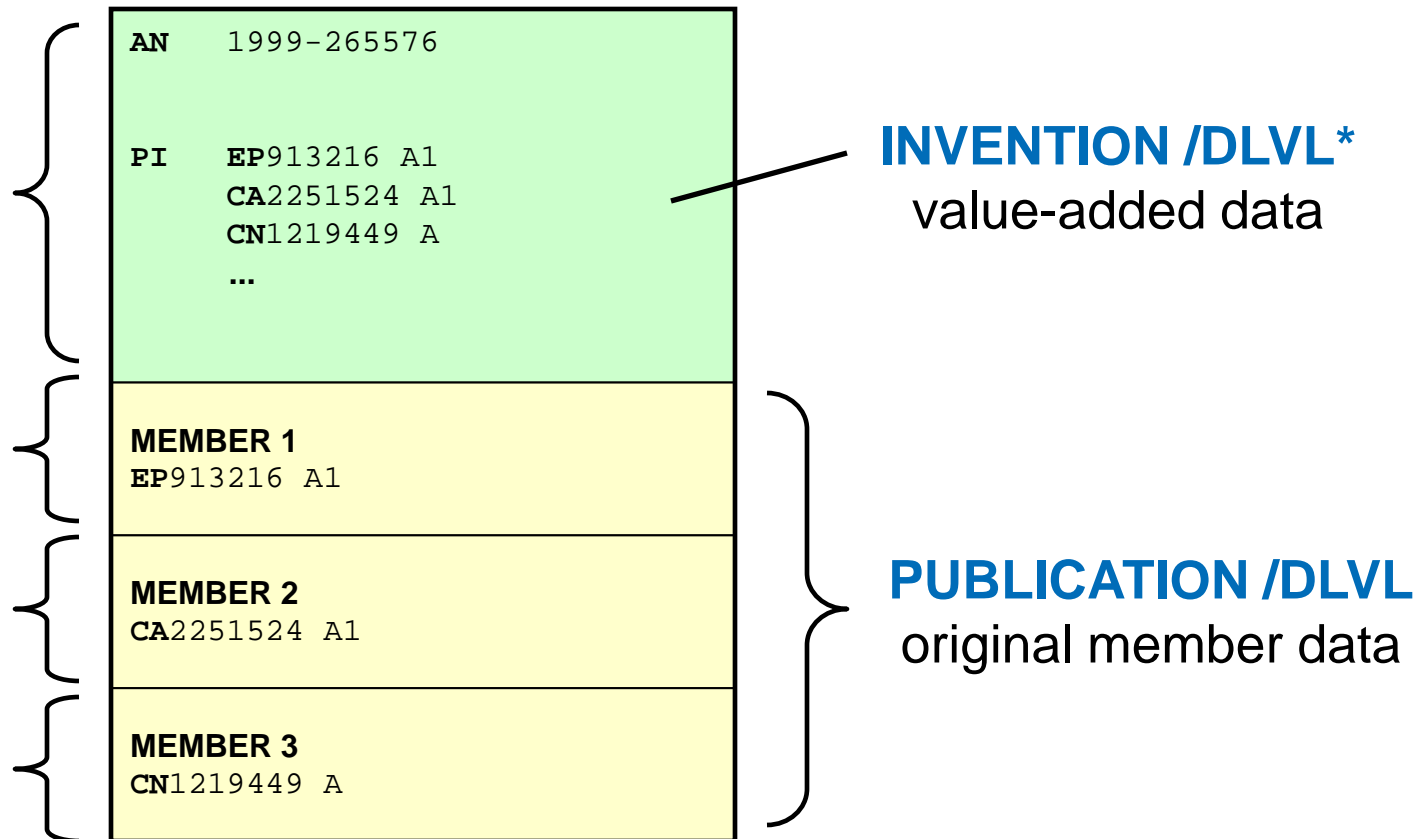 AN 1999-265576
PI EP913216 A1
CA2251524 A1
CN1219449 A
...
INVENTION /DLVL*
value-added data
MEMBER 1
EP913216 A1
MEMBER 2
CA2251524 A1
MEMBER 3
CN1219449 A
PUBLICATION /DLVL
original member data